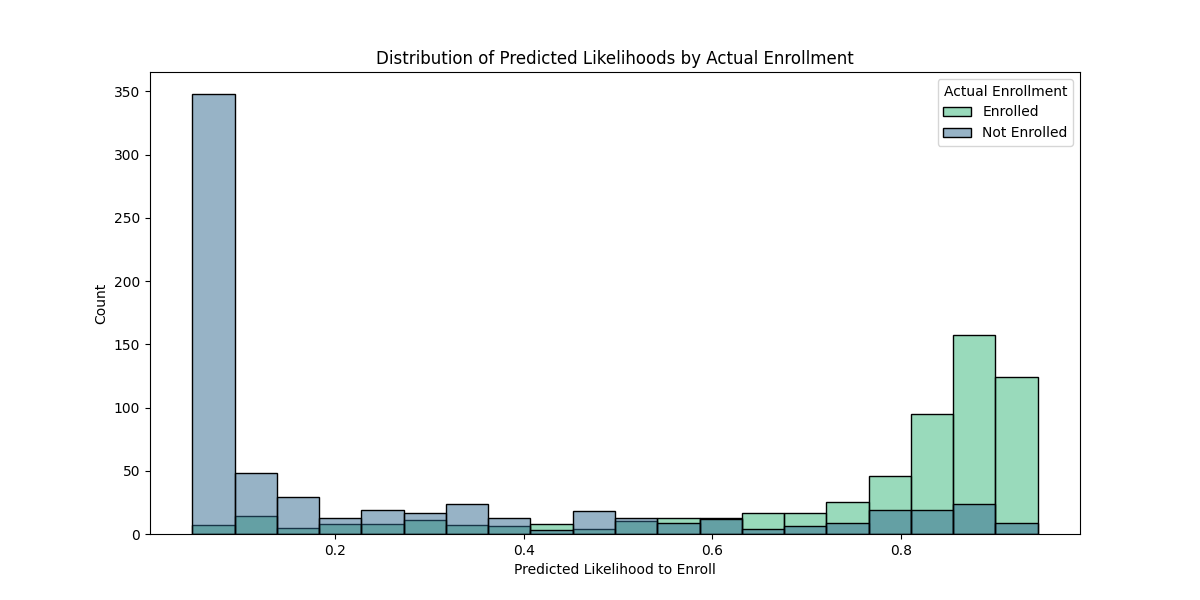 Distribution of Predicted Likelihoods by Actual Enrollment
Actual Enrollment
Enrolled
Not Enrolled
350
300
250
200
150
100
50
0
Count
0.2 0.4 0.6 0.8
Predicted Likelihood to Enroll